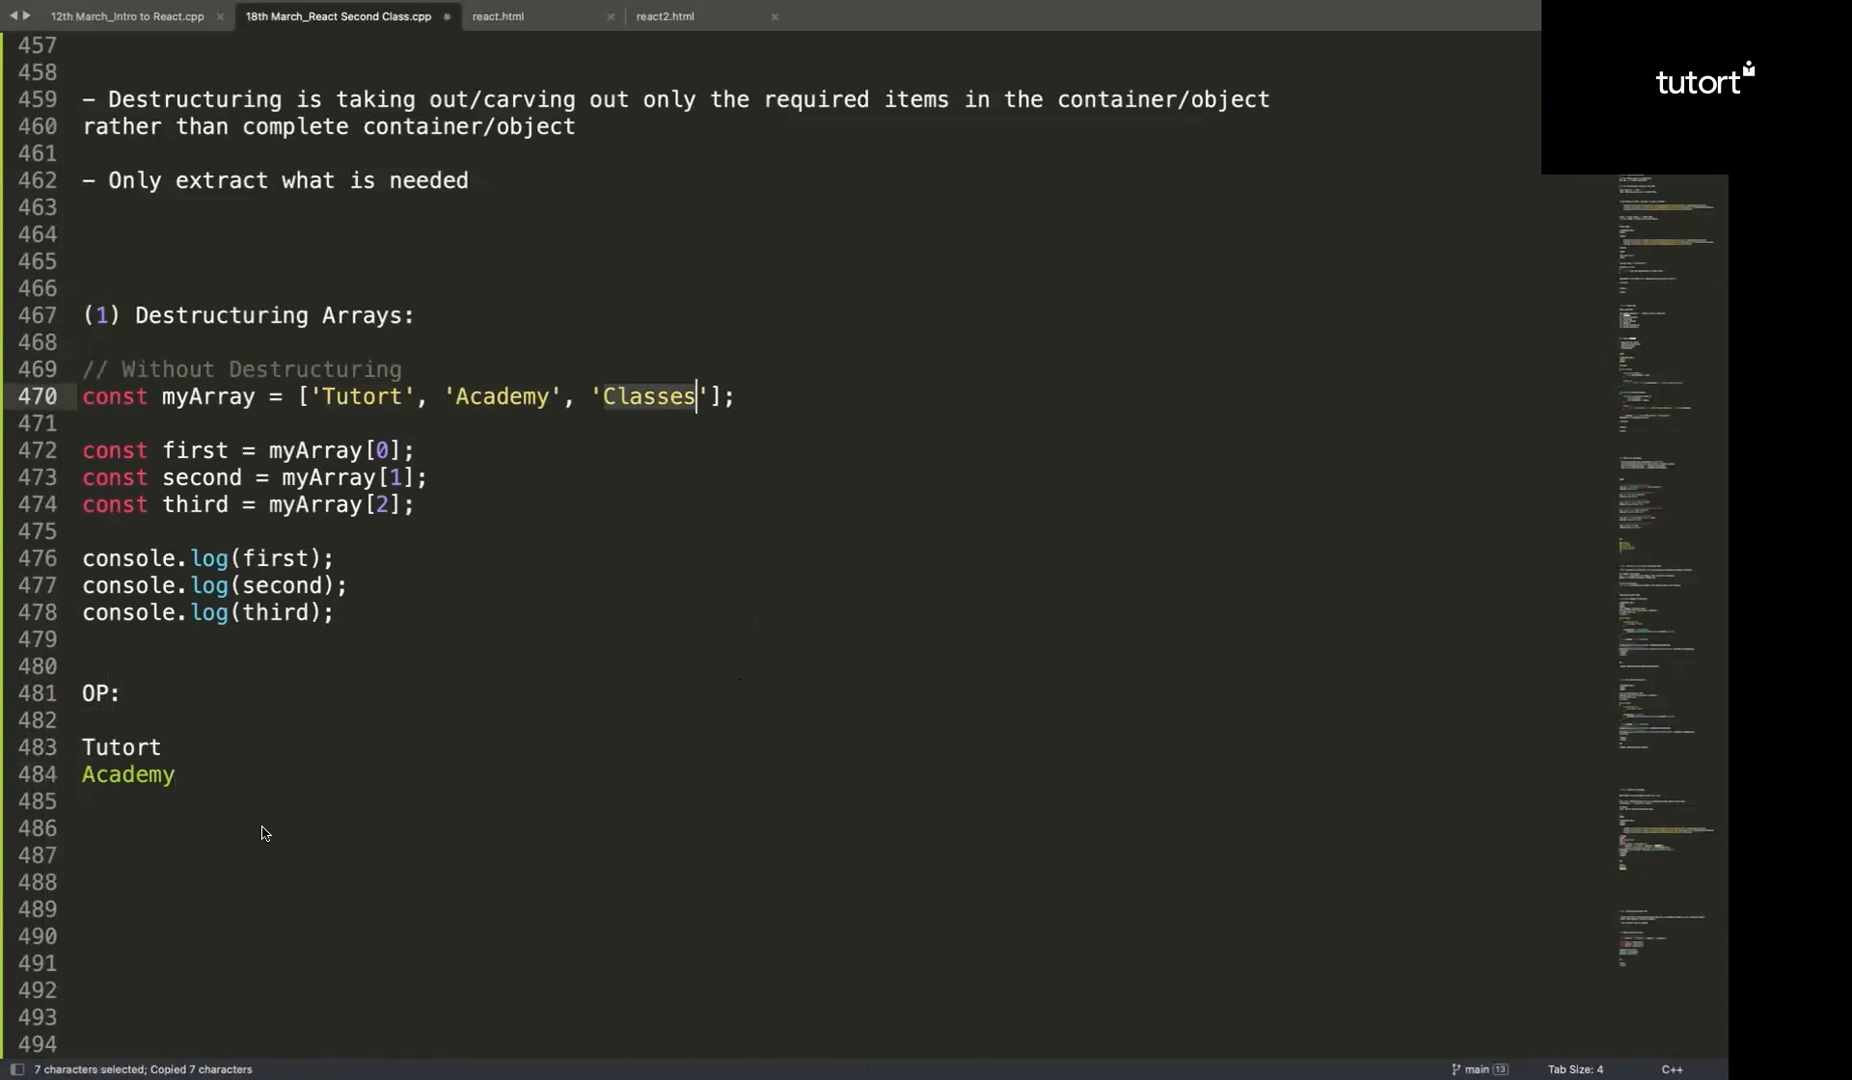 12th March_Intro to React.cpp × 18th March_React Second Class.cpp react.html × react2.html ×
tutort
457
458
459 – Destructuring is taking out/carving out only the required items in the container/object
460 rather than complete container/object
461
462 – Only extract what is needed
463
464
465
466
467 (1) Destructuring Arrays:
468
469 // Without Destructuring
470 const myArray = ['Tutort', 'Academy', 'Classes'];
471
472 const first = myArray[0];
473 const second = myArray[1];
474 const third = myArray[2];
475
476 console.log(first);
477 console.log(second);
478 console.log(third);
479
480
481 OP:
482
483 Tutort
484 Academy
485
486
487
488
489
490
491
492
493
494
7 characters selected; Copied 7 characters main 13 Tab Size: 4 C++